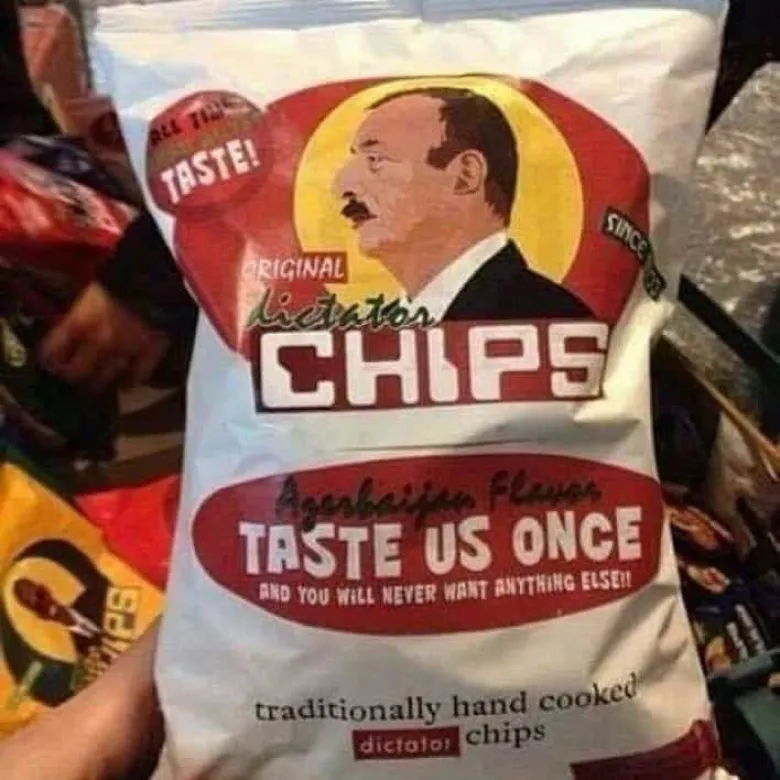 ALL TIME
TASTE!
SINCE
ORIGINAL
dictator
CHIPS
Azerbaijan Flavor
TASTE US ONCE
AND YOU WILL NEVER WANT ANYTHING ELSE!!
traditionally hand cooked
dictator chips